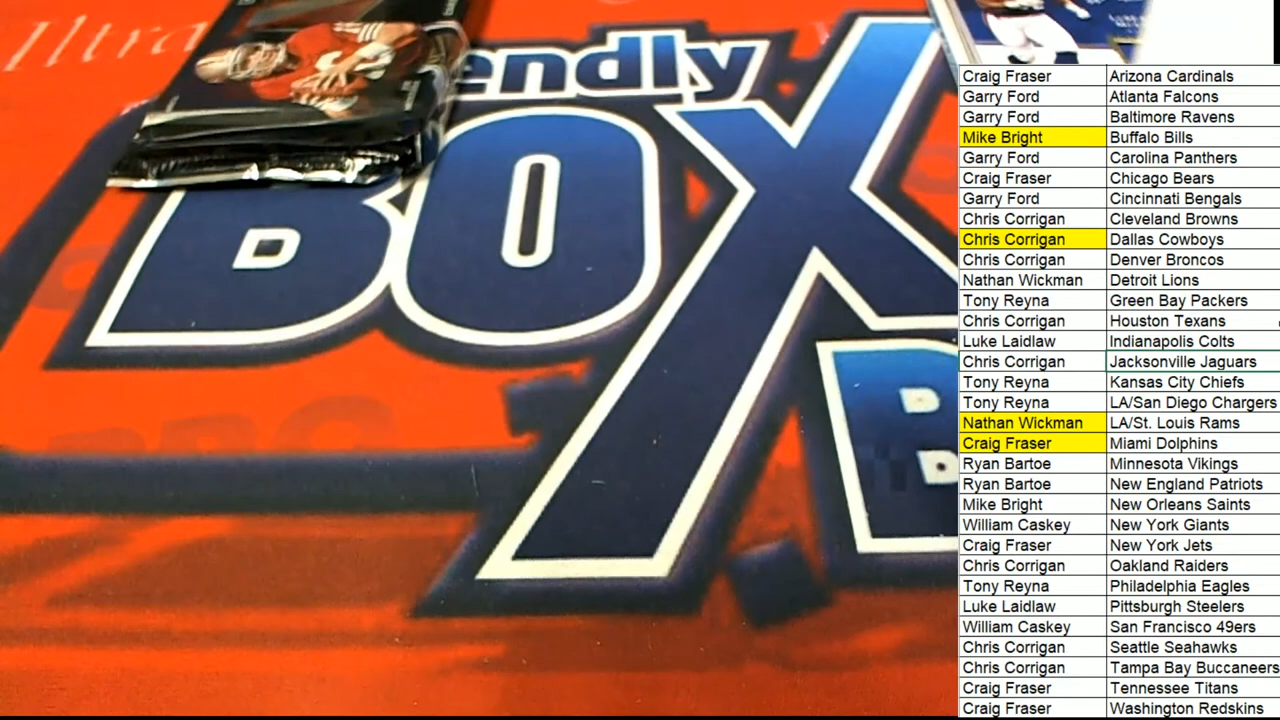 Iltra
endly
BOX
B
Craig Fraser Arizona Cardinals
Garry Ford Atlanta Falcons
Garry Ford Baltimore Ravens
Mike Bright Buffalo Bills
Garry Ford Carolina Panthers
Craig Fraser Chicago Bears
Garry Ford Cincinnati Bengals
Chris Corrigan Cleveland Browns
Chris Corrigan Dallas Cowboys
Chris Corrigan Denver Broncos
Nathan Wickman Detroit Lions
Tony Reyna Green Bay Packers
Chris Corrigan Houston Texans
Luke Laidlaw Indianapolis Colts
Chris Corrigan Jacksonville Jaguars
Tony Reyna Kansas City Chiefs
Tony Reyna LA/San Diego Chargers
Nathan Wickman LA/St. Louis Rams
Craig Fraser Miami Dolphins
Ryan Bartoe Minnesota Vikings
Ryan Bartoe New England Patriots
Mike Bright New Orleans Saints
William Caskey New York Giants
Craig Fraser New York Jets
Chris Corrigan Oakland Raiders
Tony Reyna Philadelphia Eagles
Luke Laidlaw Pittsburgh Steelers
William Caskey San Francisco 49ers
Chris Corrigan Seattle Seahawks
Chris Corrigan Tampa Bay Buccaneers
Craig Fraser Tennessee Titans
Craig Fraser Washington Redskins